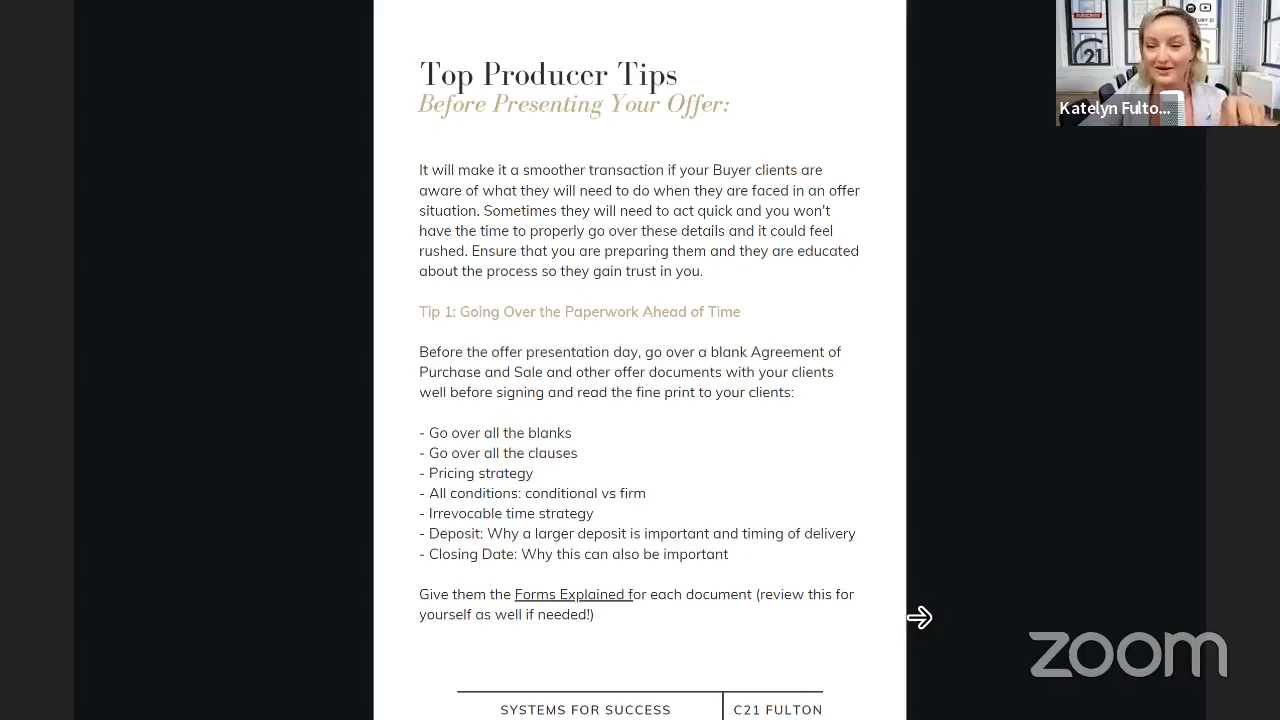 Top Producer Tips
Before Presenting Your Offer:
It will make it a smoother transaction if your Buyer clients are
aware of what they will need to do when they are faced in an offer
situation. Sometimes they will need to act quick and you won't
have the time to properly go over these details and it could feel
rushed. Ensure that you are preparing them and they are educated
about the process so they gain trust in you.
Tip 1: Going Over the Paperwork Ahead of Time
Before the offer presentation day, go over a blank Agreement of
Purchase and Sale and other offer documents with your clients
well before signing and read the fine print to your clients:
- Go over all the blanks
- Go over all the clauses
- Pricing strategy
- All conditions: conditional vs firm
- Irrevocable time strategy
- Deposit: Why a larger deposit is important and timing of delivery
- Closing Date: Why this can also be important
Give them the Forms Explained for each document (review this for
yourself as well if needed!)
SYSTEMS FOR SUCCESS
C21 FULTON
21
Katelyn Fulto...
zoom